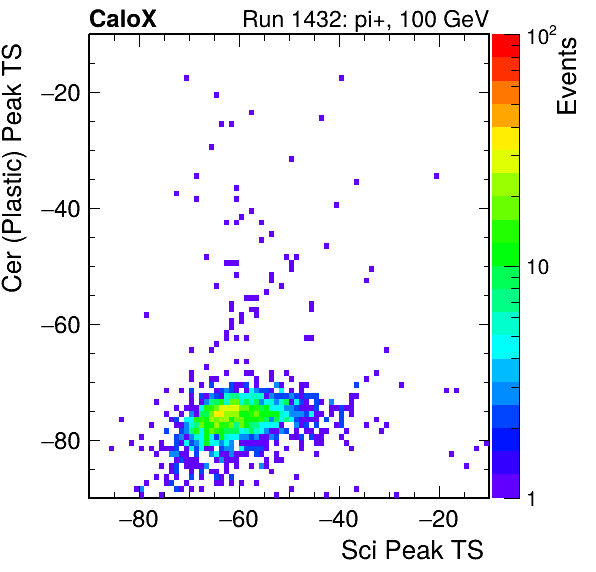 CaloX Run 1432: pi+, 100 GeV
Cer (Plastic) Peak TS
−20
−40
−60
−80
−80 −60 −40 −20
Sci Peak TS
10²
10
1
Events